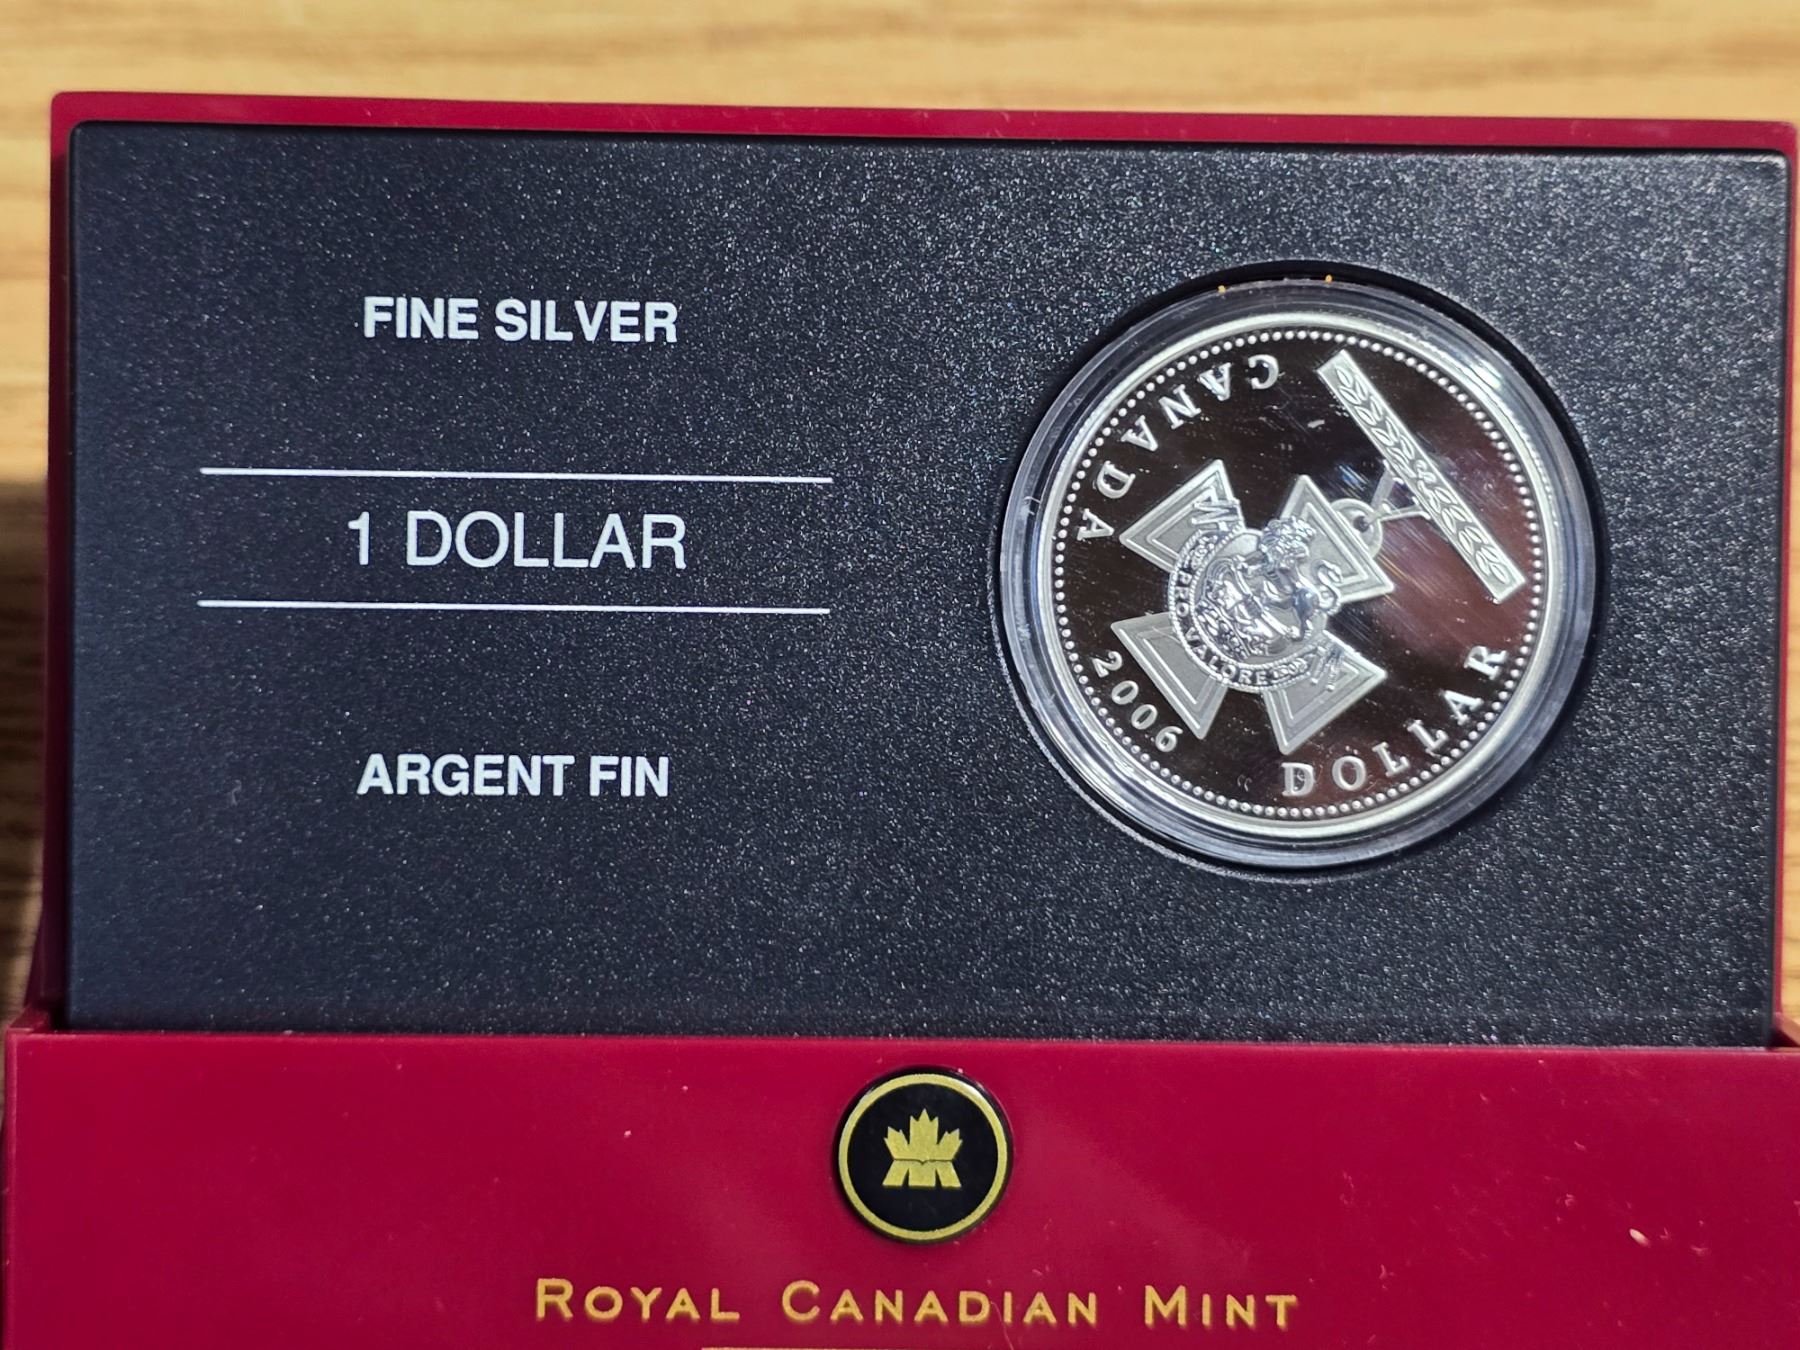 FINE SILVER
1 DOLLAR
ARGENT FIN
CANADA
PRO VALORE
2006
DOLLAR
ROYAL CANADIAN MINT